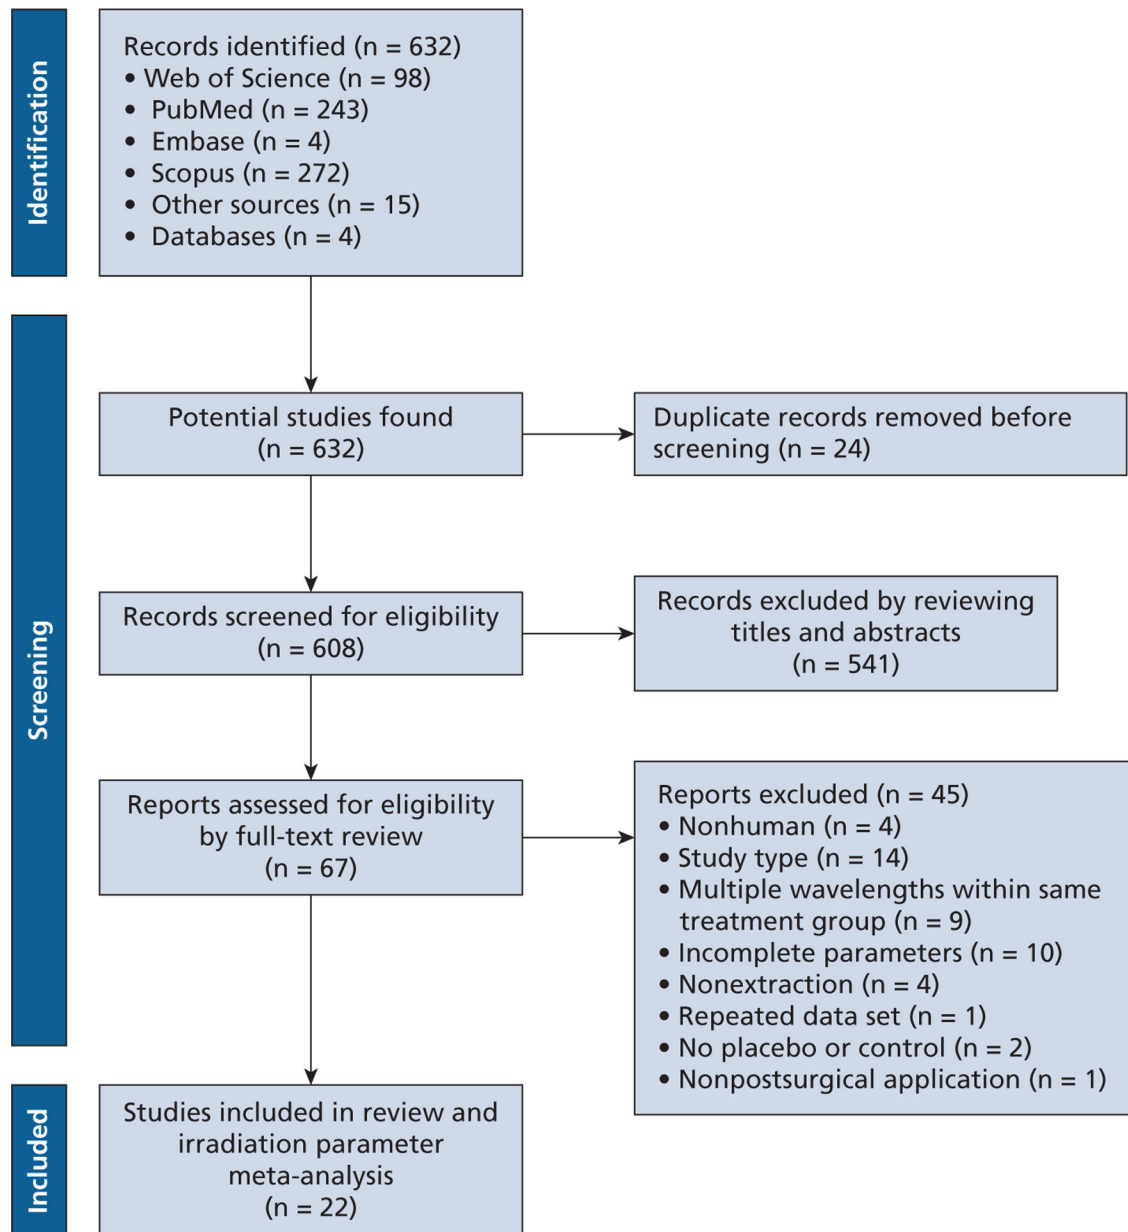 Identification
Records identified (n = 632)
• Web of Science (n = 98)
• PubMed (n = 243)
• Embase (n = 4)
• Scopus (n = 272)
• Other sources (n = 15)
• Databases (n = 4)
Screening
Potential studies found
(n = 632)
Duplicate records removed before
screening (n = 24)
Records screened for eligibility
(n = 608)
Records excluded by reviewing
titles and abstracts
(n = 541)
Reports assessed for eligibility
by full-text review
(n = 67)
Reports excluded (n = 45)
• Nonhuman (n = 4)
• Study type (n = 14)
• Multiple wavelengths within same
treatment group (n = 9)
• Incomplete parameters (n = 10)
• Nonextraction (n = 4)
• Repeated data set (n = 1)
• No placebo or control (n = 2)
• Nonpostsurgical application (n = 1)
Included
Studies included in review and
irradiation parameter
meta-analysis
(n = 22)